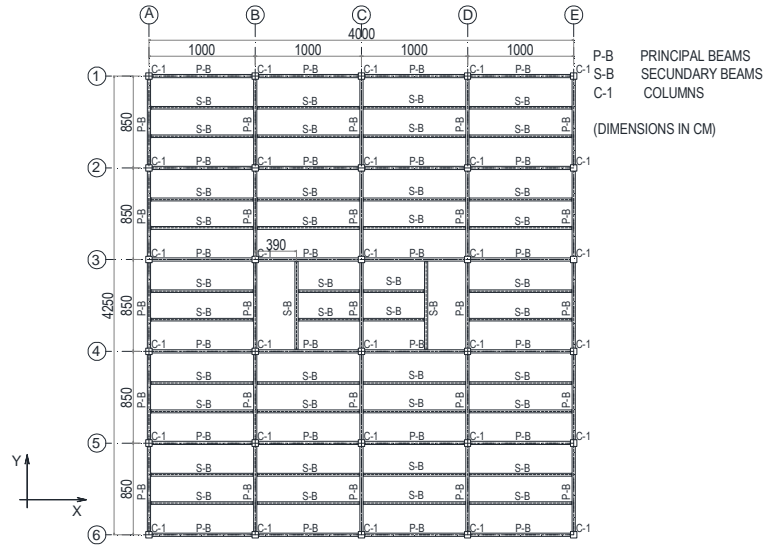 A B C D E
4000
1000 1000 1000 1000
P-B PRINCIPAL BEAMS
S-B SECUNDARY BEAMS
C-1 COLUMNS
(DIMENSIONS IN CM)
1 C-1 P-B C-1 P-B C-1 P-B C-1 P-B C-1
S-B S-B S-B S-B
850 P-B P-B P-B P-B P-B
S-B S-B S-B S-B
2 C-1 P-B C-1 P-B C-1 P-B C-1 P-B C-1
S-B S-B S-B S-B
850 P-B P-B P-B P-B P-B
S-B S-B S-B S-B
390
3 C-1 P-B C-1 P-B C-1 P-B C-1 P-B C-1
S-B S-B S-B S-B
4250 850 P-B P-B S-B P-B S-B P-B P-B
S-B S-B S-B S-B
4 C-1 P-B C-1 P-B C-1 P-B C-1 P-B C-1
S-B S-B S-B S-B
850 P-B P-B P-B P-B P-B
S-B S-B S-B S-B
5 C-1 P-B C-1 P-B C-1 P-B C-1 P-B C-1
S-B S-B S-B S-B
850 P-B P-B P-B P-B P-B
S-B S-B S-B S-B
6 C-1 P-B C-1 P-B C-1 P-B C-1 P-B C-1
Y
X